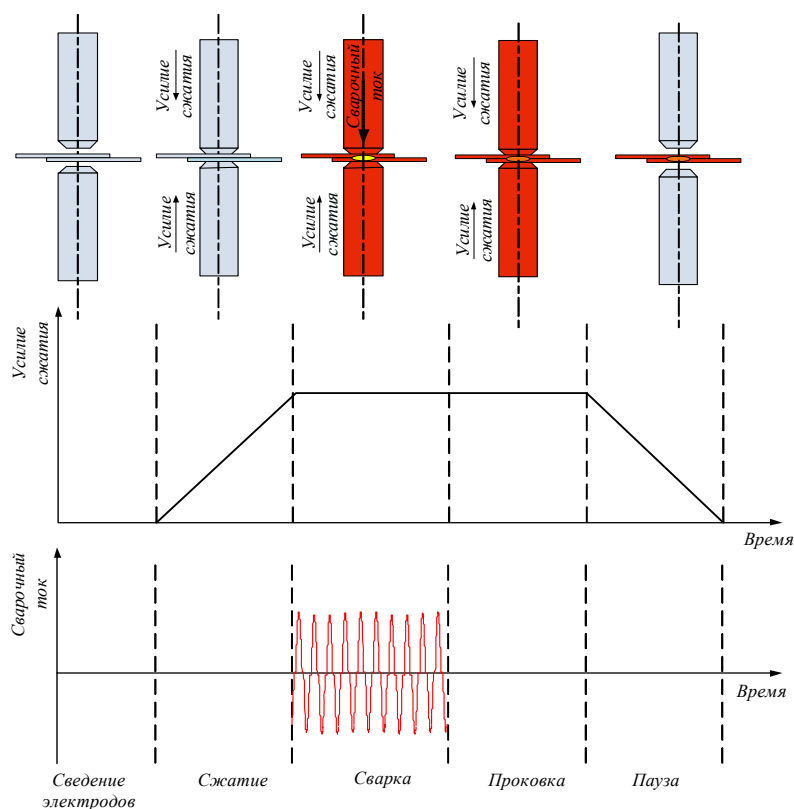 Усилие
сжатия
Усилие
сжатия
Сварочный
ток
Усилие
сжатия
Усилие
сжатия
Усилие
сжатия
Усилие
сжатия
Усилие
сжатия
Время
Сварочный
ток
Время
Сведение
электродов
Сжатие
Сварка
Проковка
Пауза